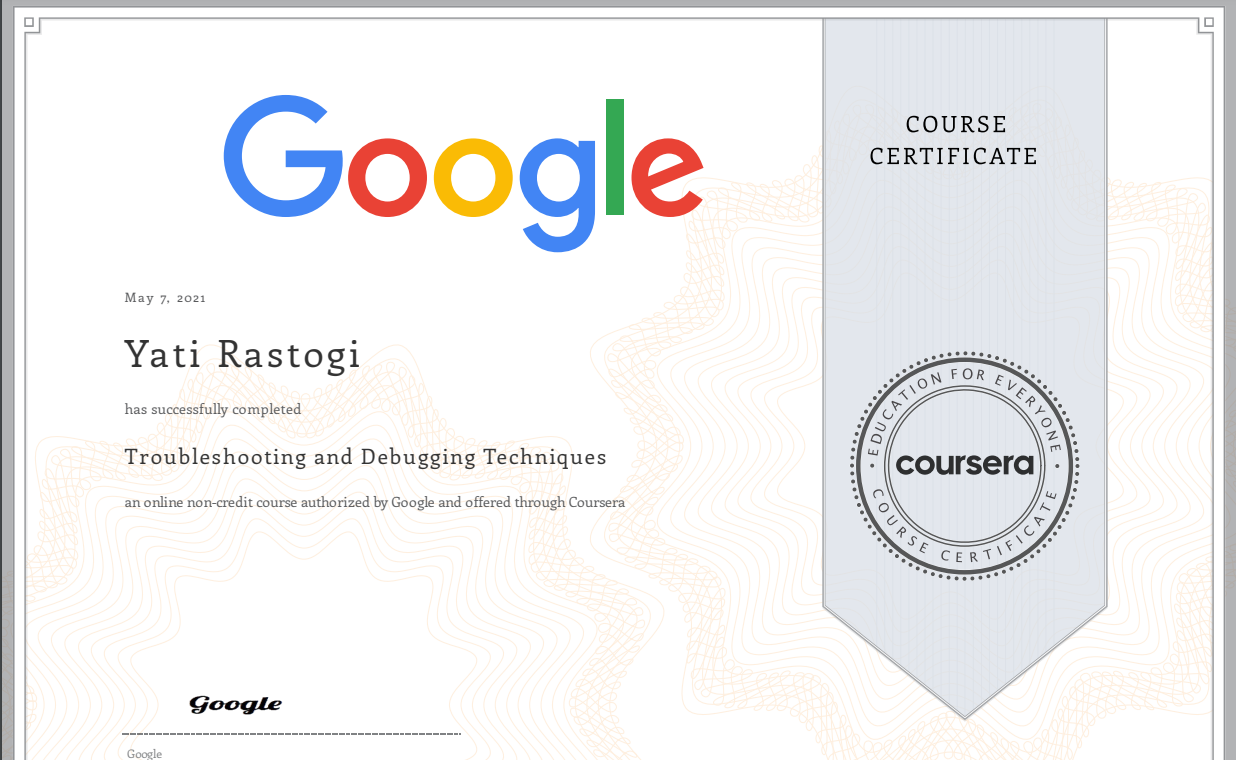 Google
COURSE
CERTIFICATE
May 7, 2021
Yati Rastogi
has successfully completed
Troubleshooting and Debugging Techniques
an online non-credit course authorized by Google and offered through Coursera
EDUCATION FOR EVERYONE
coursera
COURSE CERTIFICATE
Google
Google